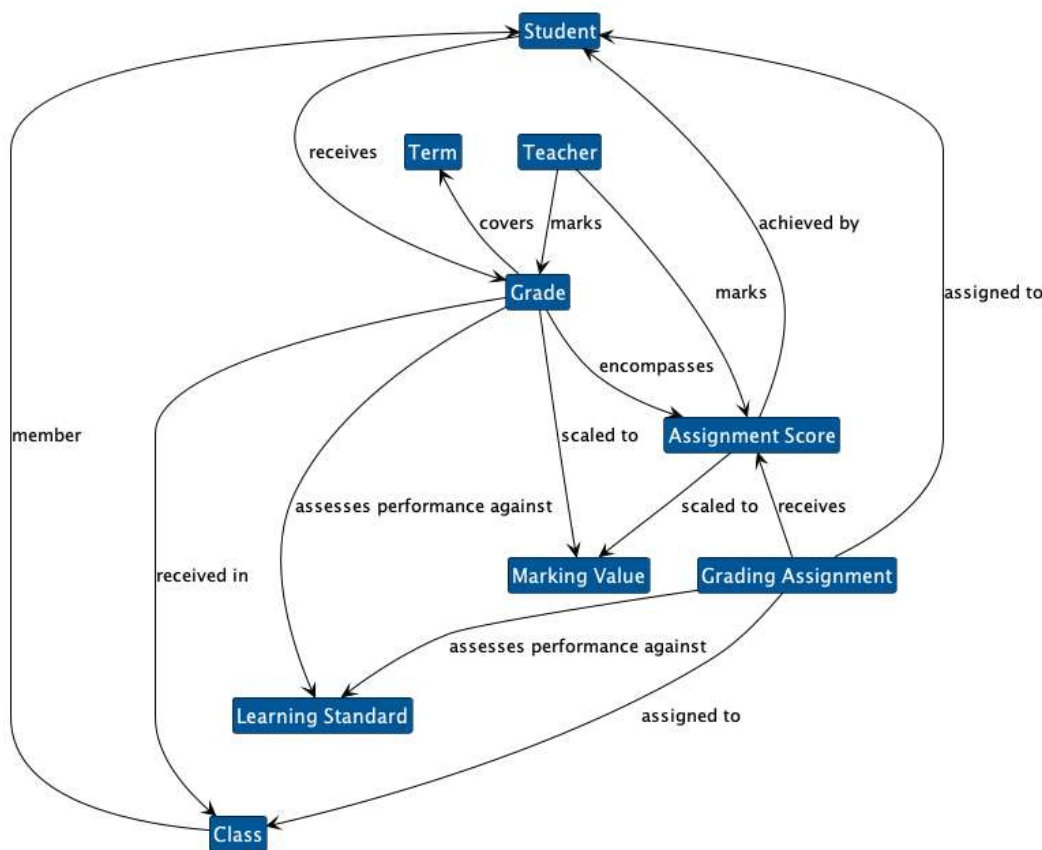 Student
receives
Term
Teacher
covers
marks
achieved by
marks
assigned to
Grade
encompasses
member
scaled to
Assignment Score
assesses performance against
scaled to
receives
received in
Marking Value
Grading Assignment
assesses performance against
Learning Standard
assigned to
Class